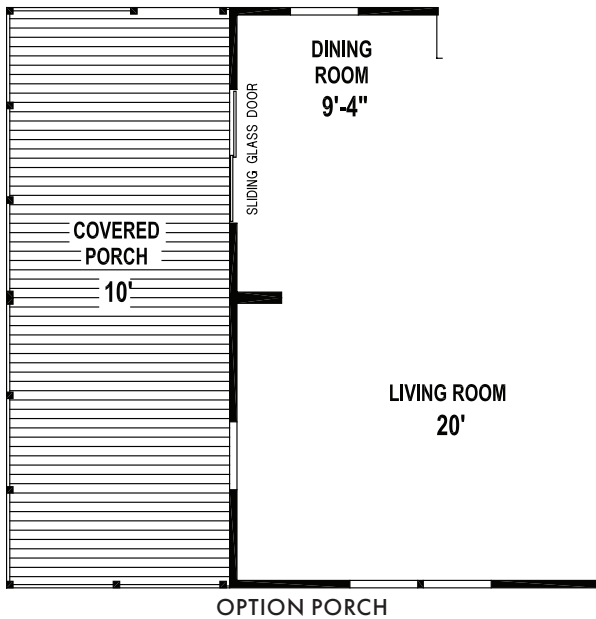 DINING
ROOM
9'-4"
SLIDING GLASS DOOR
COVERED
PORCH
10'
LIVING ROOM
20'
OPTION PORCH